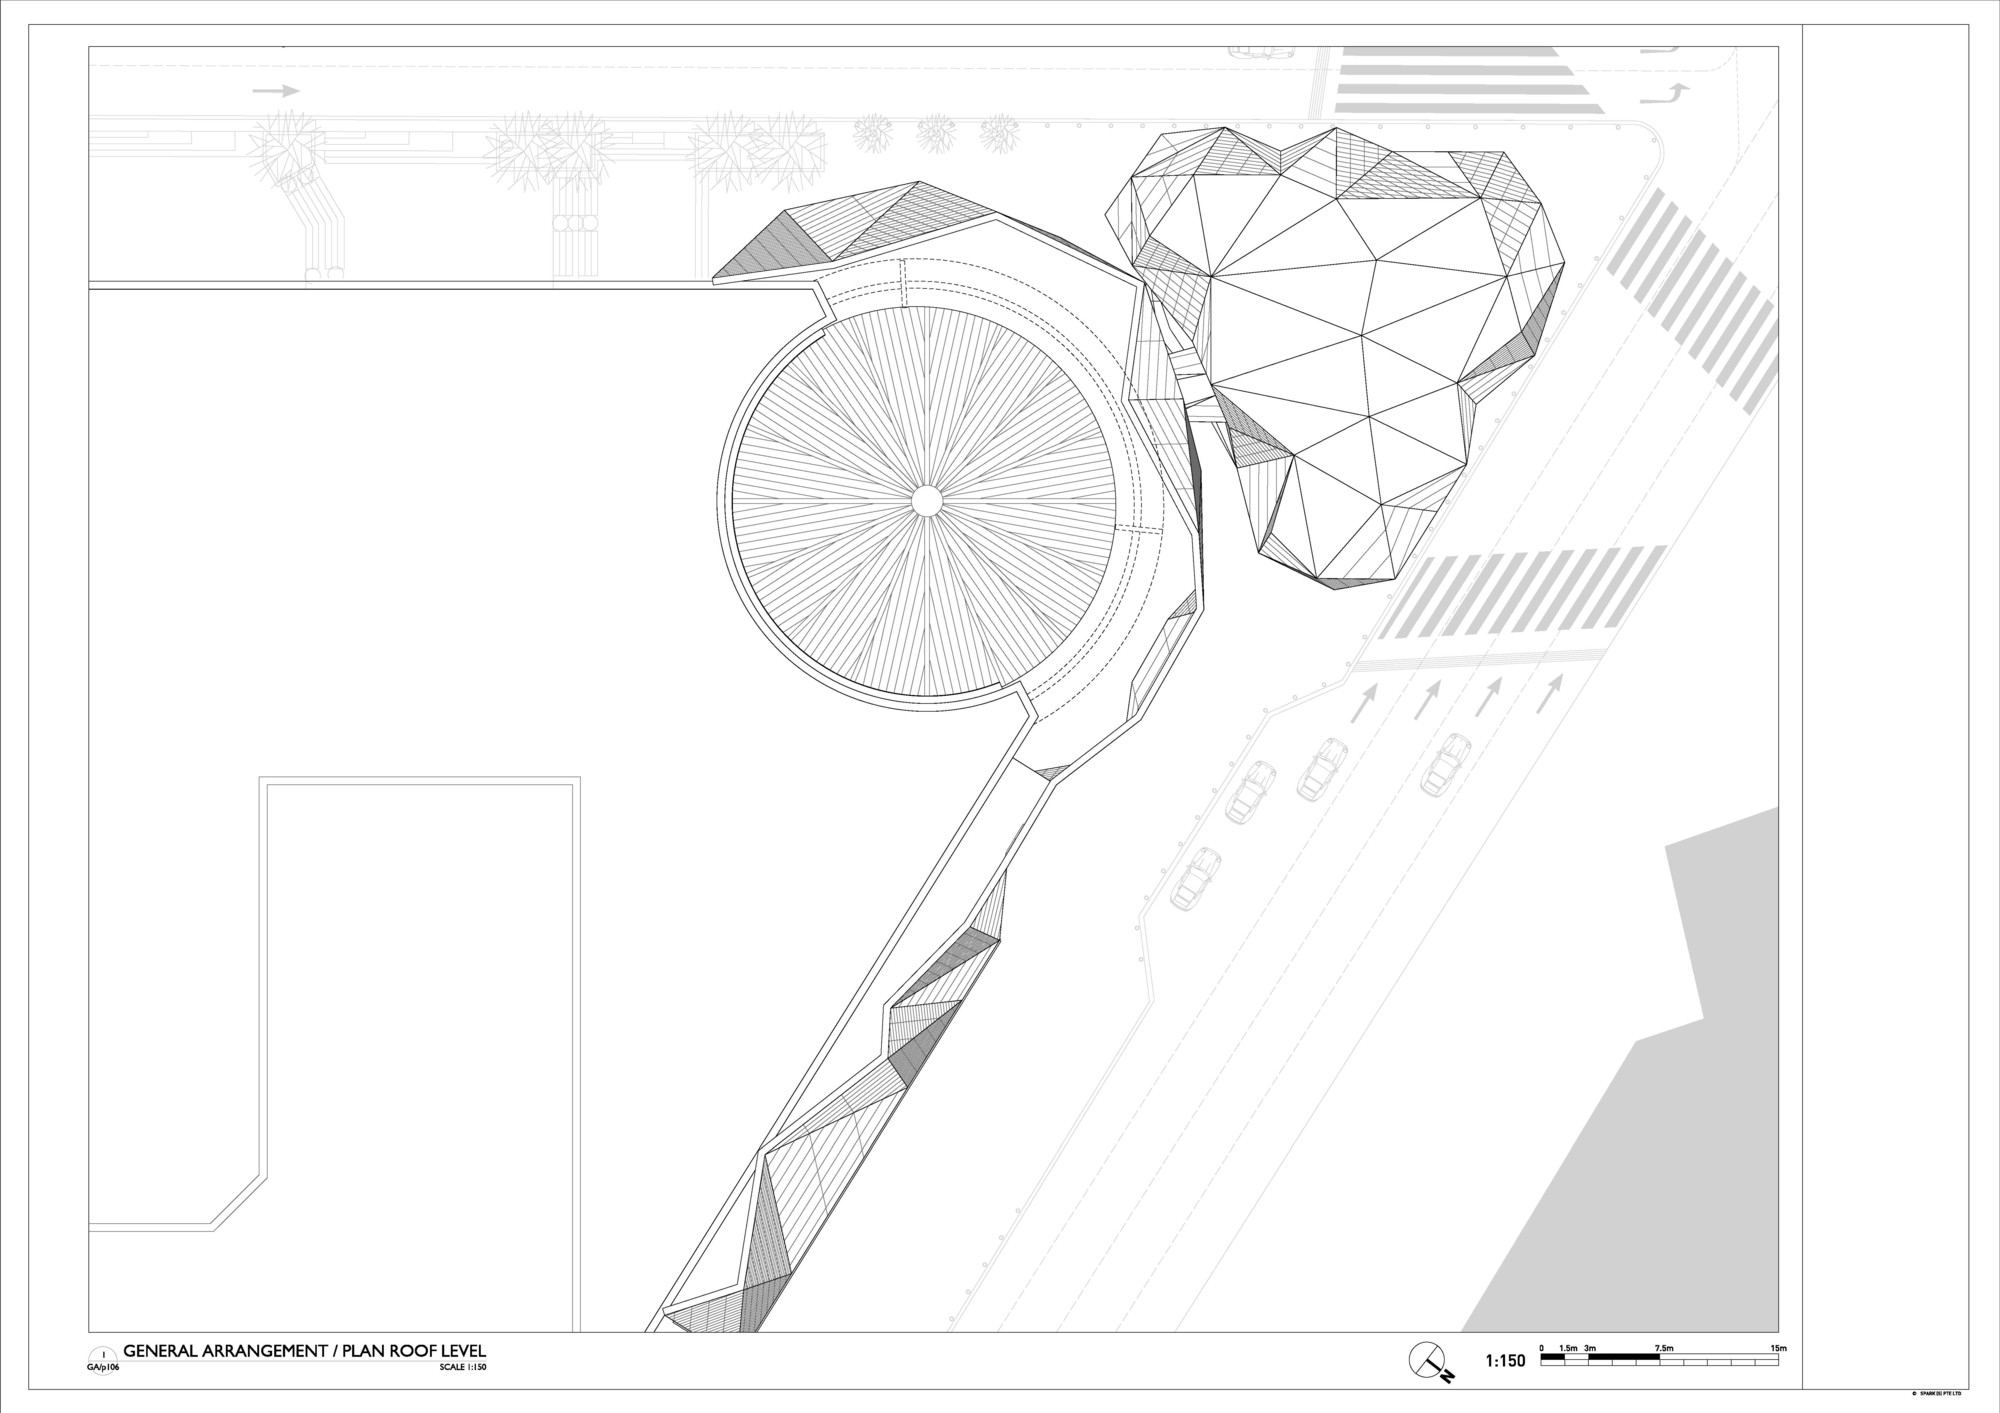 1
GA/p106
GENERAL ARRANGEMENT / PLAN ROOF LEVEL
SCALE 1:150
N
1:150
0 1.5m 3m 7.5m 15m
© SPARK [S] PTE LTD